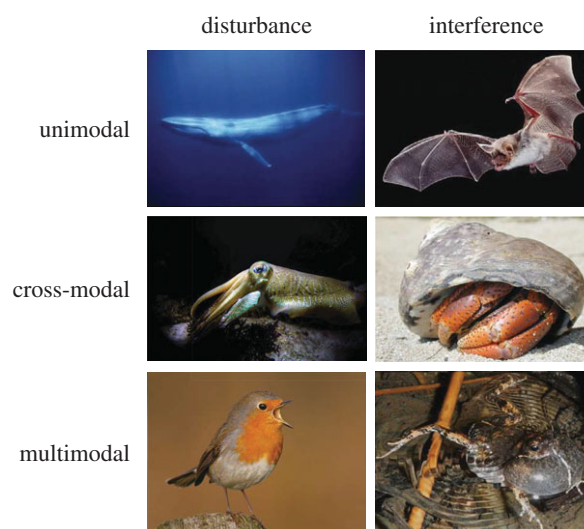 disturbance interference
unimodal
cross-modal
multimodal